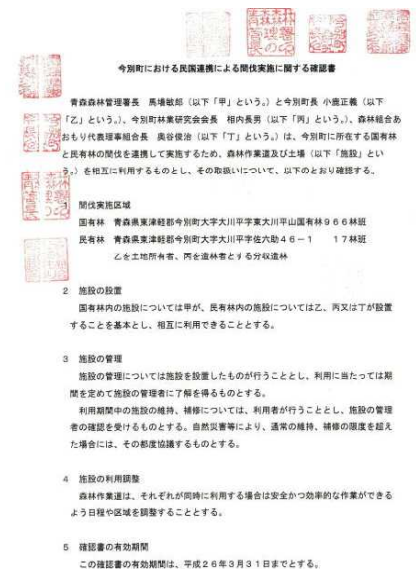 今別町における民国連携による間伐実施に関する確認書
青森森林管理署長　馬場敏郎（以下「甲」という。）と今別町長　小鹿正義（以下
「乙」という。）、今別町林業研究会会長　相内長男（以下「丙」という。）、森林組合あ
おもり代表理事組合長　奥谷俊治（以下「丁」という。）は、今別町に所在する国有林
と民有林の間伐を連携して実施するため、森林作業道及び土場（以下「施設」とい
う。）を相互に利用するものとし、その取扱いについて、以下のとおり確認する。
1　間伐実施区域
国有林　青森県東津軽郡今別町大字大川平字東大川平山国有林９６６林班
民有林　青森県東津軽郡今別町大字大川平字佐六助４６－１　　１７林班
乙を土地所有者、丙を造林者とする分収造林
2　施設の設置
国有林内の施設については甲が、民有林内の施設については乙、丙又は丁が設置
することを基本とし、相互に利用できることとする。
3　施設の管理
施設の管理については施設を設置したものが行うこととし、利用に当たっては期
間を定めて施設の管理者に了解を得るものとする。
利用期間中の施設の維持、補修については、利用者が行うこととし、施設の管理
者の確認を受けるものとする。自然災害等により、通常の維持、補修の限度を超え
た場合には、その都度協議するものとする。
4　施設の利用調整
森林作業道は、それぞれが同時に利用する場合は安全かつ効率的な作業ができる
よう日程や区域を調整することとする。
5　確認書の有効期間
この確認書の有効期間は、平成２６年３月３１日までとする。